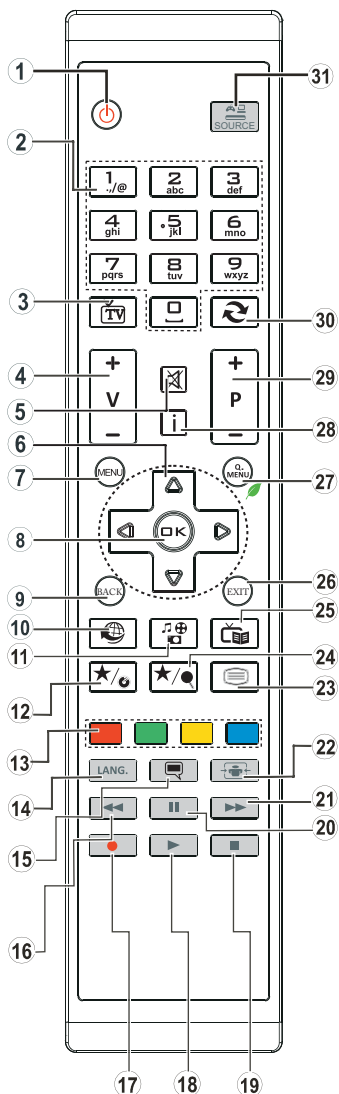 1
31
SOURCE
2
1 2 3
.,/@ abc def
4 .5 6
ghi jkl mno
7 8 9
pqrs tuv wxyz
3
TV
0
30
4
+ +
29
V P
5
i
28
- -
6
7
MENU
Q.
MENU
27
8
OK
9
BACK
EXIT
26
10
25
11
24
12
23
13
22
14
LANG.
21
15
20
16
17 18 19